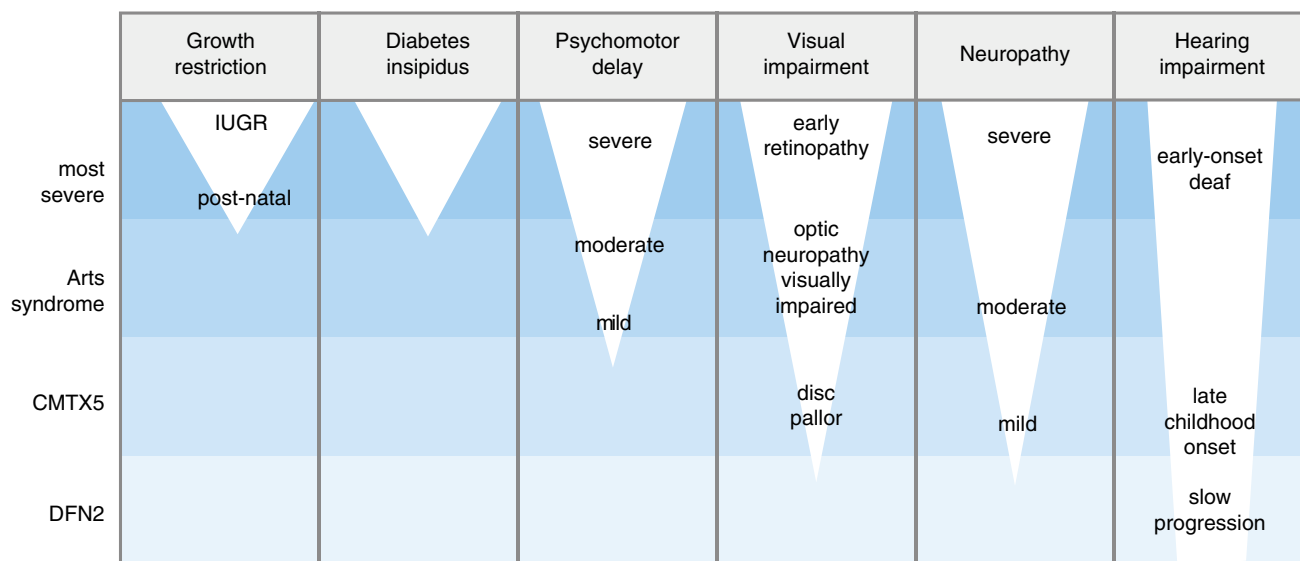 Growth
restriction
Diabetes
insipidus
Psychomotor
delay
Visual
impairment
Neuropathy
Hearing
impairment
most
severe
IUGR
post-natal
severe
early
retinopathy
severe
early-onset
deaf
Arts
syndrome
moderate
mild
optic
neuropathy
visually
impaired
moderate
CMTX5
disc
pallor
mild
late
childhood
onset
DFN2
slow
progression